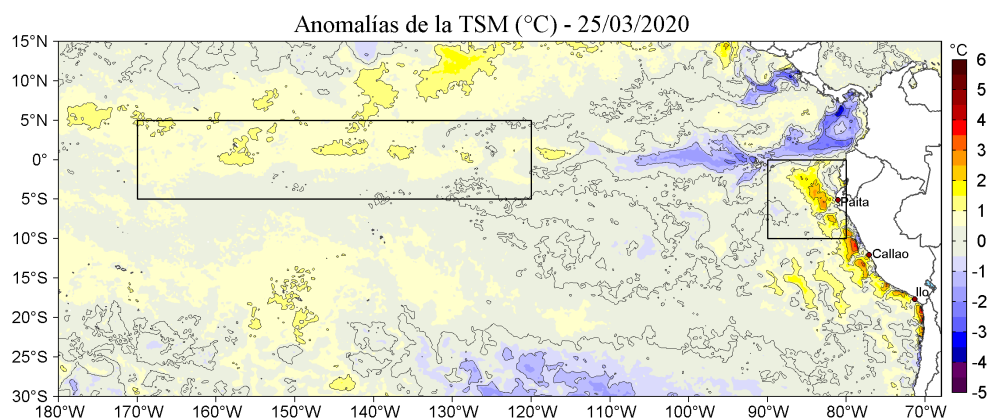 Anomalías de la TSM (°C) - 25/03/2020
15°N
10°N
5°N
0°
5°S
10°S
15°S
20°S
25°S
30°S
180°W
170°W
160°W
150°W
140°W
130°W
120°W
110°W
100°W
90°W
80°W
70°W
Paita
Callao
Ilo
°C
6
5
4
3
2
1
0
-1
-2
-3
-4
-5